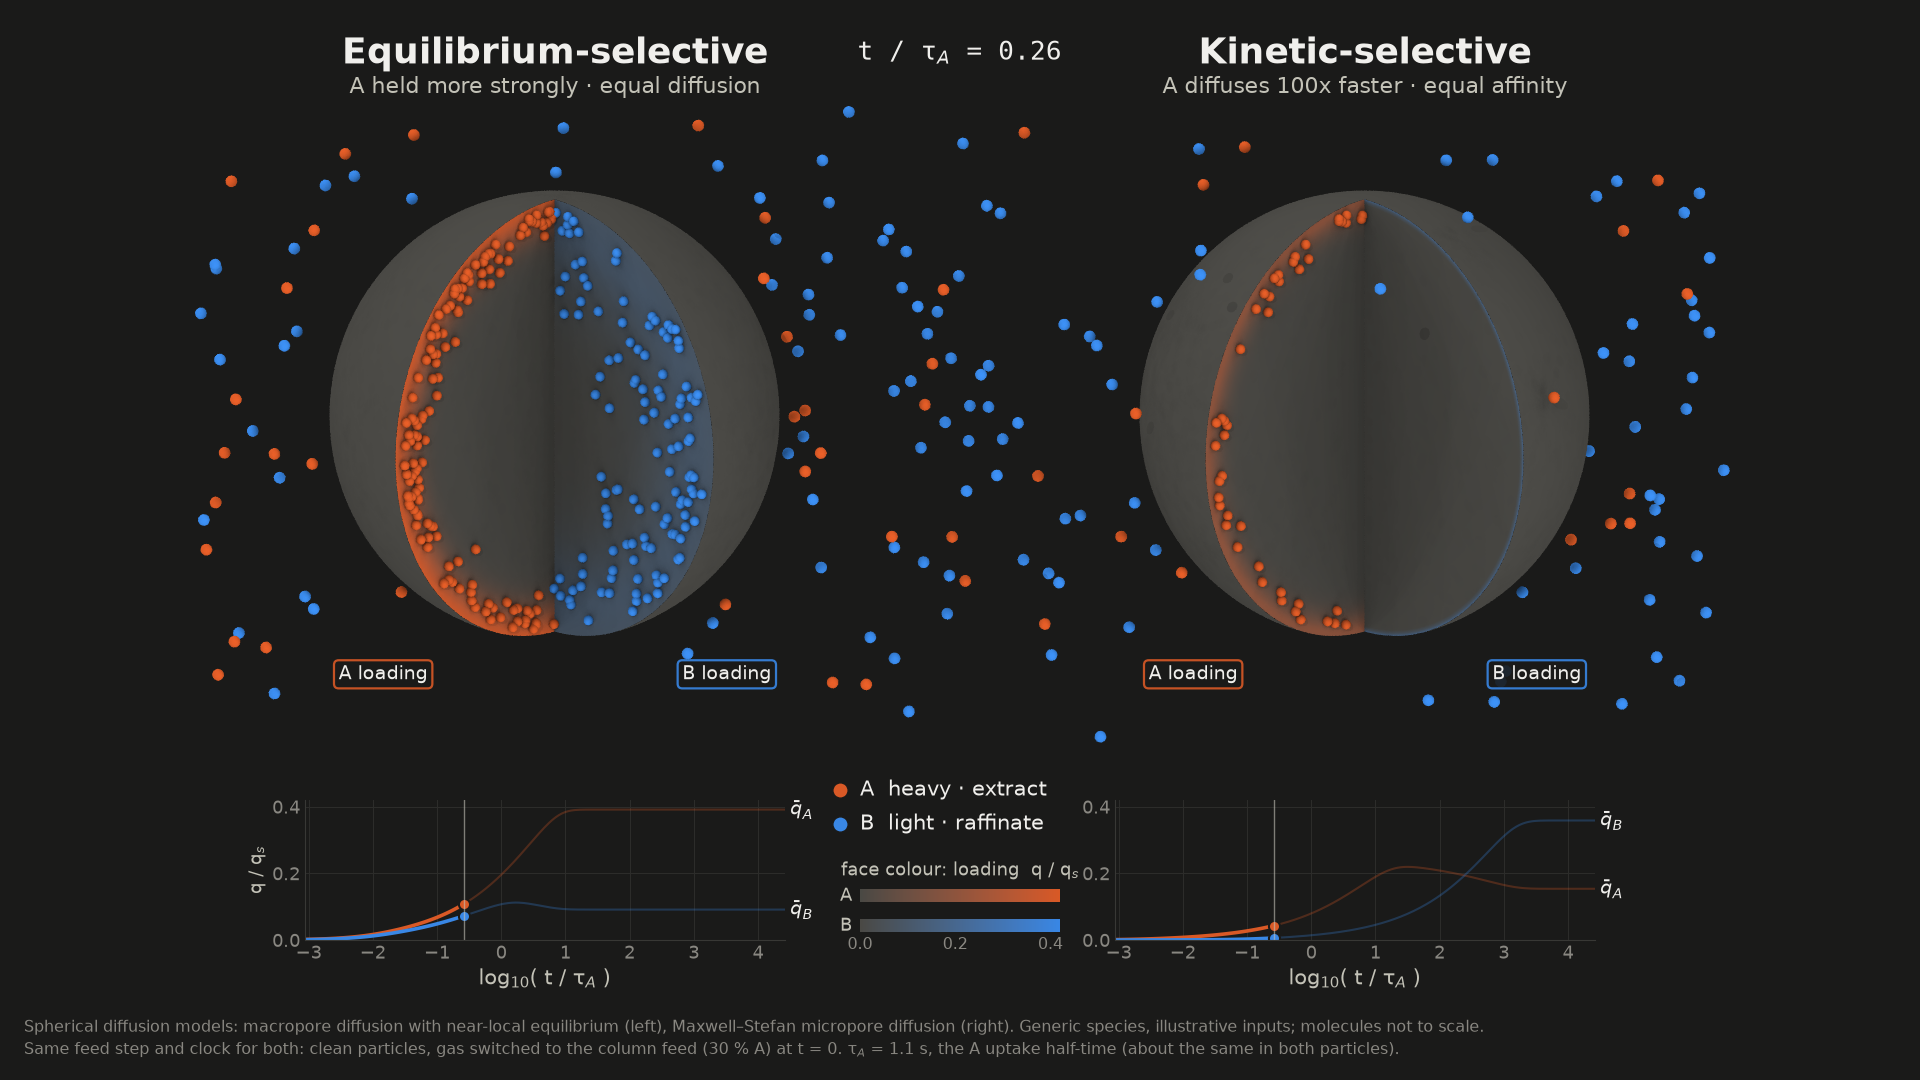 Equilibrium-selective
A held more strongly · equal diffusion
t / τA = 0.26
Kinetic-selective
A diffuses 100x faster · equal affinity
A loading
B loading
A loading
B loading
q / qs
0.4
0.2
0.0
−3 −2 −1 0 1 2 3 4
log10( t / τA )
q̄A
q̄B
A heavy · extract
B light · raffinate
face colour: loading q / qs
A
B
0.0 0.2 0.4
0.4
0.2
0.0
−3 −2 −1 0 1 2 3 4
log10( t / τA )
q̄B
q̄A
Spherical diffusion models: macropore diffusion with near-local equilibrium (left), Maxwell–Stefan micropore diffusion (right). Generic species, illustrative inputs; molecules not to scale.
Same feed step and clock for both: clean particles, gas switched to the column feed (30 % A) at t = 0. τA = 1.1 s, the A uptake half-time (about the same in both particles).